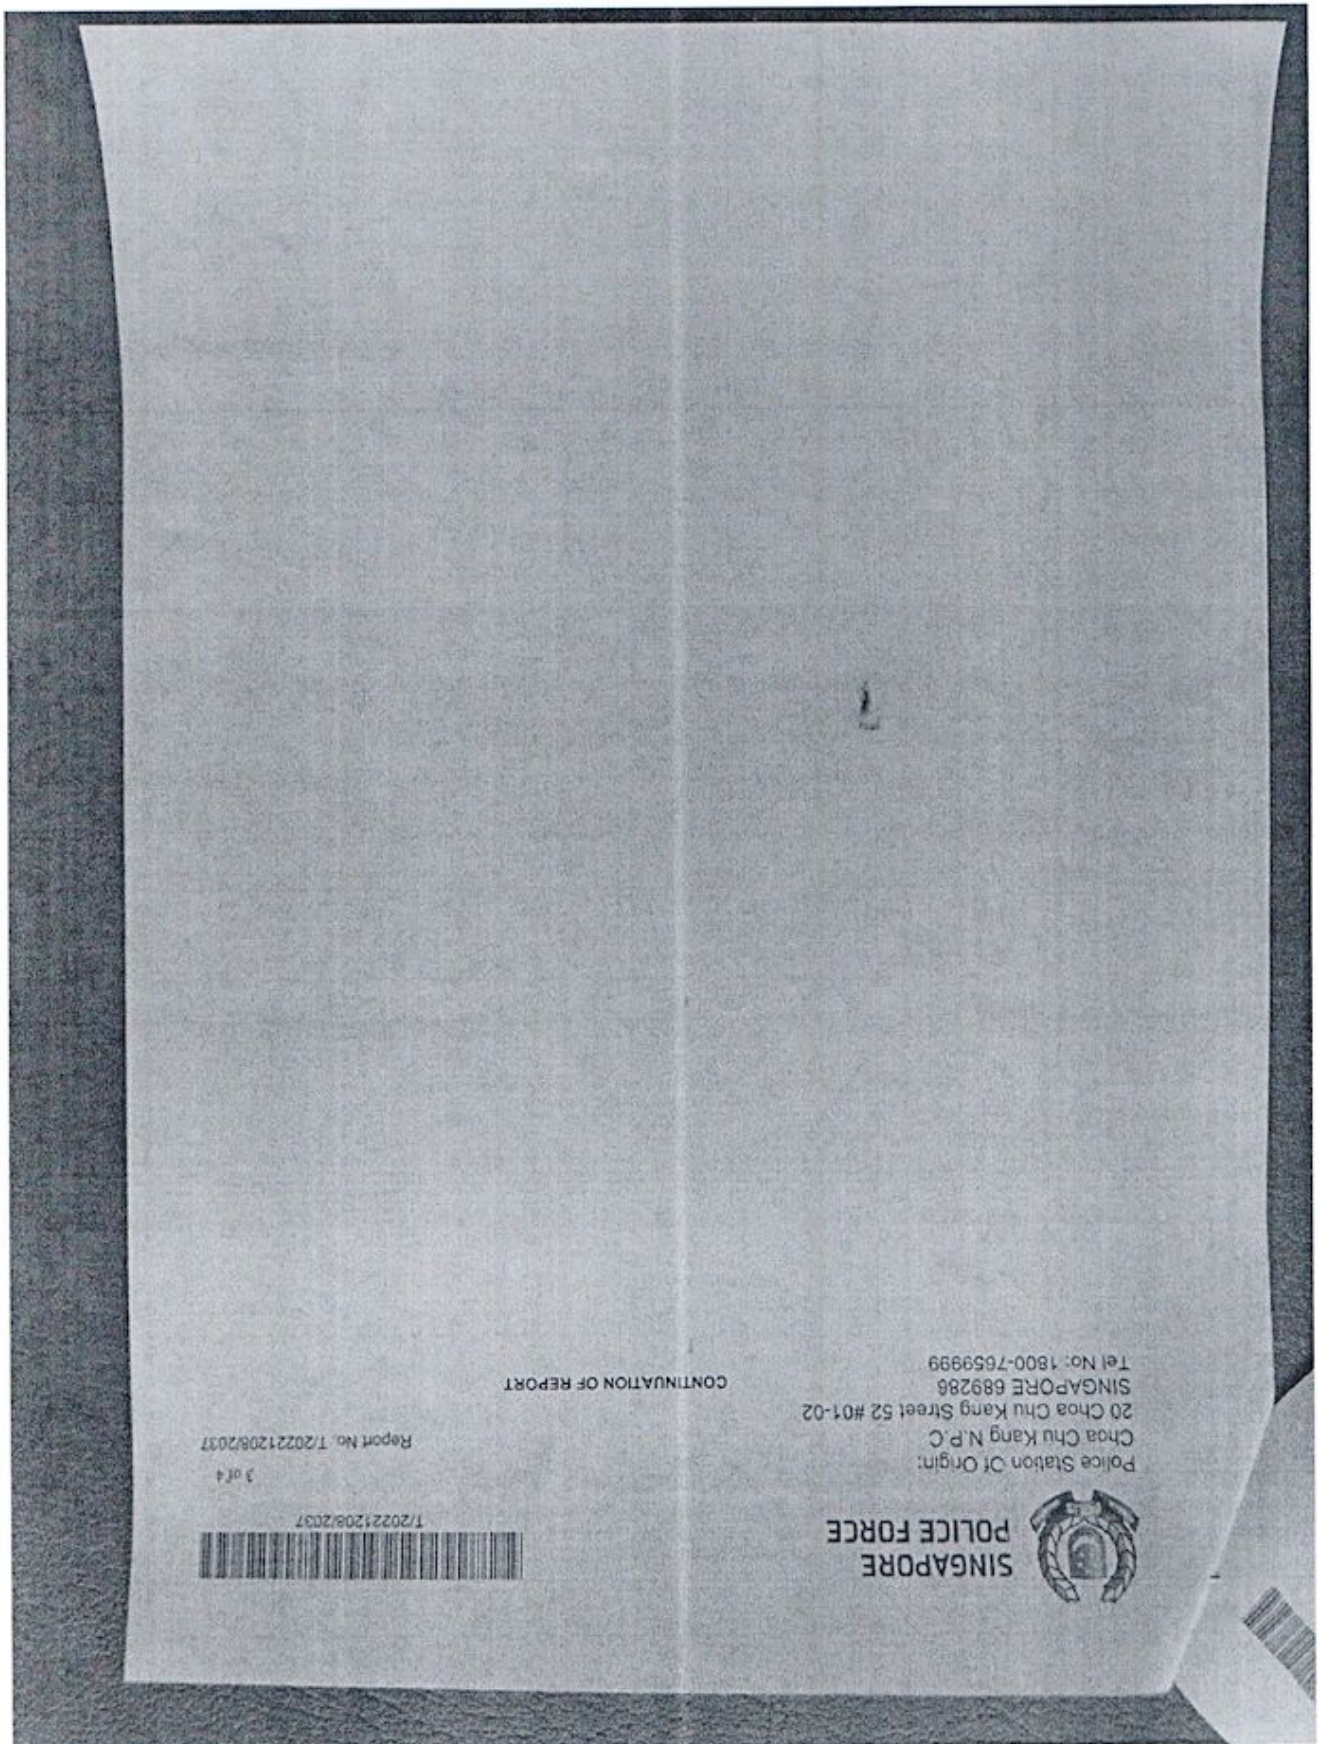 SINGAPORE
POLICE FORCE
T/20221208/2037
3 of 4
Police Station Of Origin:
Choa Chu Kang N.P.C
20 Choa Chu Kang Street 52 #01-02
SINGAPORE 689286
Tel No: 1800-7659999
Report No. T/20221208/2037
CONTINUATION OF REPORT